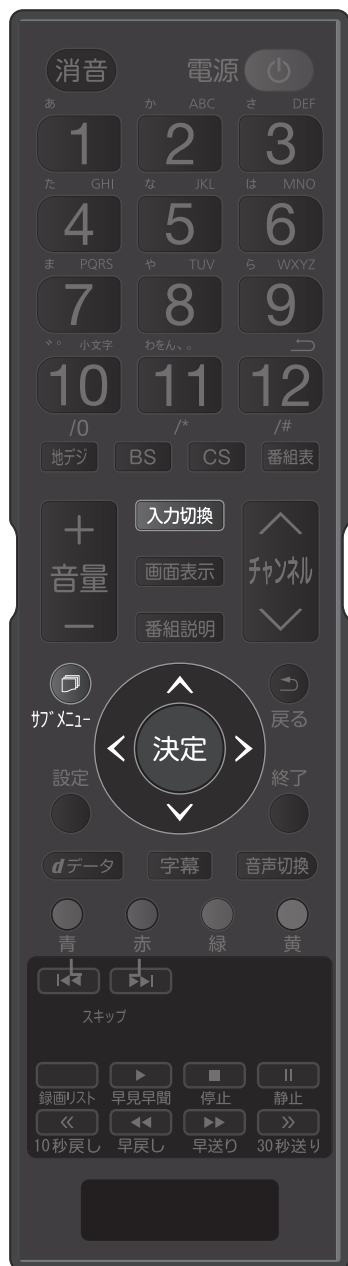 消音 電源
あ か ABC さ DEF
1 2 3
た GHI な JKL は MNO
4 5 6
ま PQRS や TUV ら WXYZ
7 8 9
゛゜ 小文字 わをん、。
10 11 12
/0 /* /#
地デジ BS CS 番組表
+ 入力切換
音量 画面表示 チャンネル
− 番組説明
サブメニュー 戻る
決定
設定 終了
dデータ 字幕 音声切換
青 赤 緑 黄
スキップ
録画リスト 早見早聞 停止 静止
10秒戻し 早戻し 早送り 30秒送り